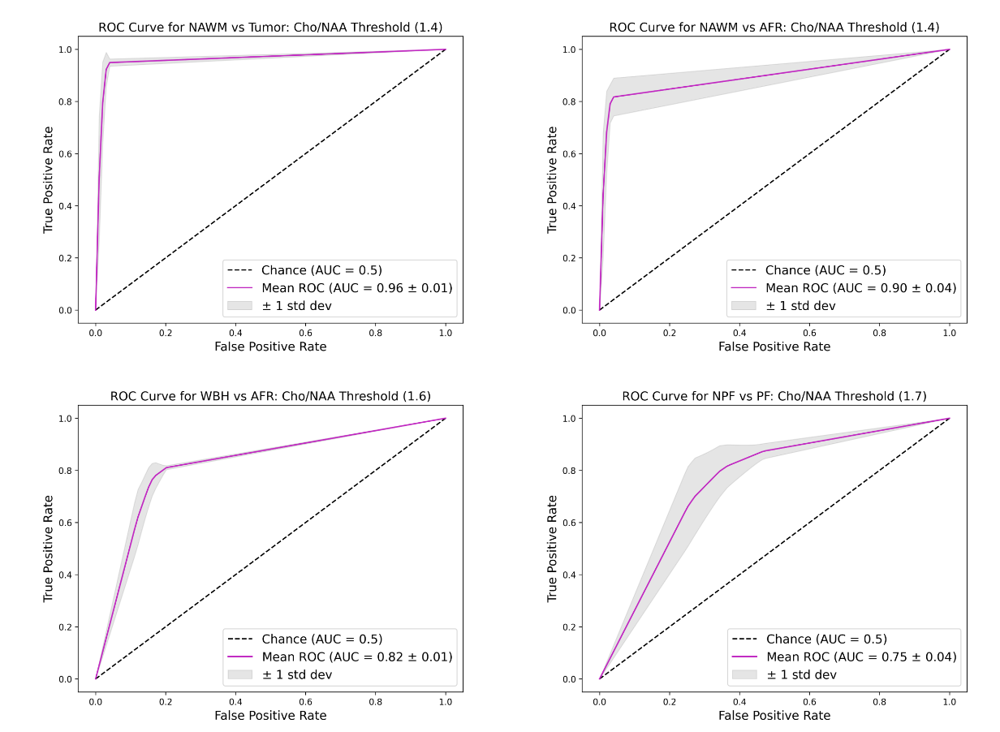 ROC Curve for NAWM vs Tumor: Cho/NAA Threshold (1.4)
True Positive Rate
1.0
0.8
0.6
0.4
0.2
0.0
Chance (AUC = 0.5)
Mean ROC (AUC = 0.96 ± 0.01)
± 1 std dev
0.0 0.2 0.4 0.6 0.8 1.0
False Positive Rate
ROC Curve for NAWM vs AFR: Cho/NAA Threshold (1.4)
True Positive Rate
1.0
0.8
0.6
0.4
0.2
0.0
Chance (AUC = 0.5)
Mean ROC (AUC = 0.90 ± 0.04)
± 1 std dev
0.0 0.2 0.4 0.6 0.8 1.0
False Positive Rate
ROC Curve for WBH vs AFR: Cho/NAA Threshold (1.6)
True Positive Rate
1.0
0.8
0.6
0.4
0.2
0.0
Chance (AUC = 0.5)
Mean ROC (AUC = 0.82 ± 0.01)
± 1 std dev
0.0 0.2 0.4 0.6 0.8 1.0
False Positive Rate
ROC Curve for NPF vs PF: Cho/NAA Threshold (1.7)
True Positive Rate
1.0
0.8
0.6
0.4
0.2
0.0
Chance (AUC = 0.5)
Mean ROC (AUC = 0.75 ± 0.04)
± 1 std dev
0.0 0.2 0.4 0.6 0.8 1.0
False Positive Rate